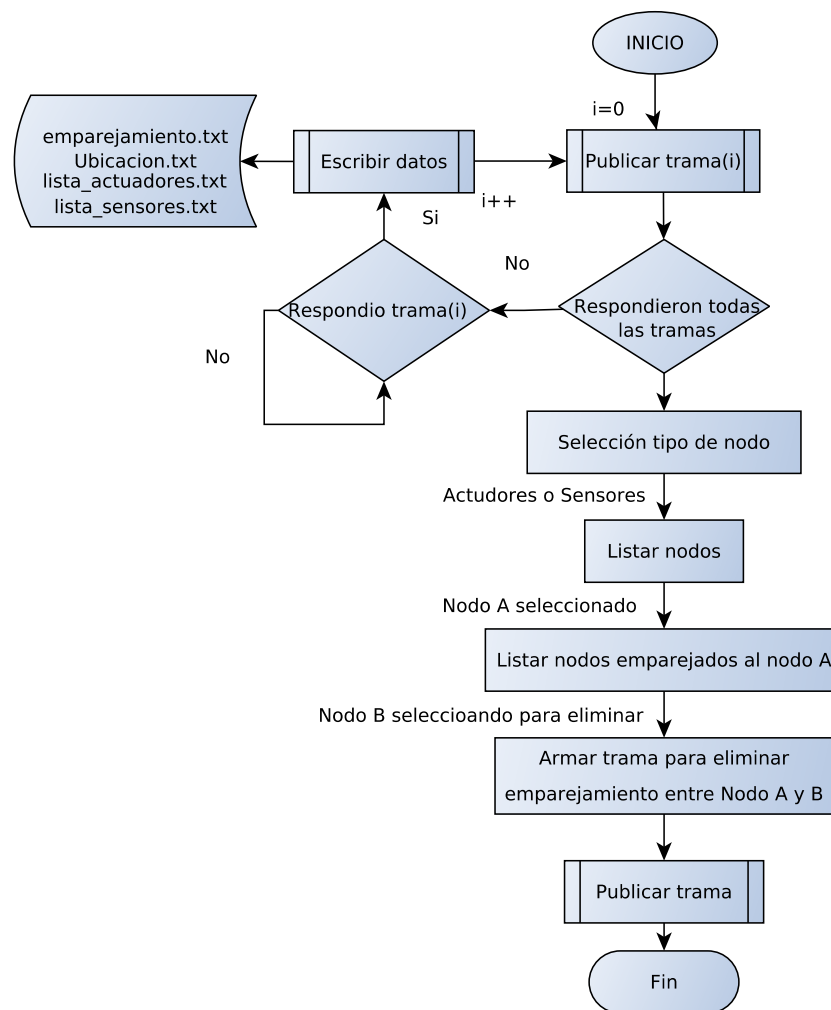 INICIO
i=0
Publicar trama(i)
Escribir datos
i++
emparejamiento.txt
Ubicacion.txt
lista_actuadores.txt
lista_sensores.txt
Si
No
Respondieron todas
las tramas
Respondio trama(i)
No
Selección tipo de nodo
Actudores o Sensores
Listar nodos
Nodo A seleccionado
Listar nodos emparejados al nodo A
Nodo B seleccioando para eliminar
Armar trama para eliminar
emparejamiento entre Nodo A y B
Publicar trama
Fin